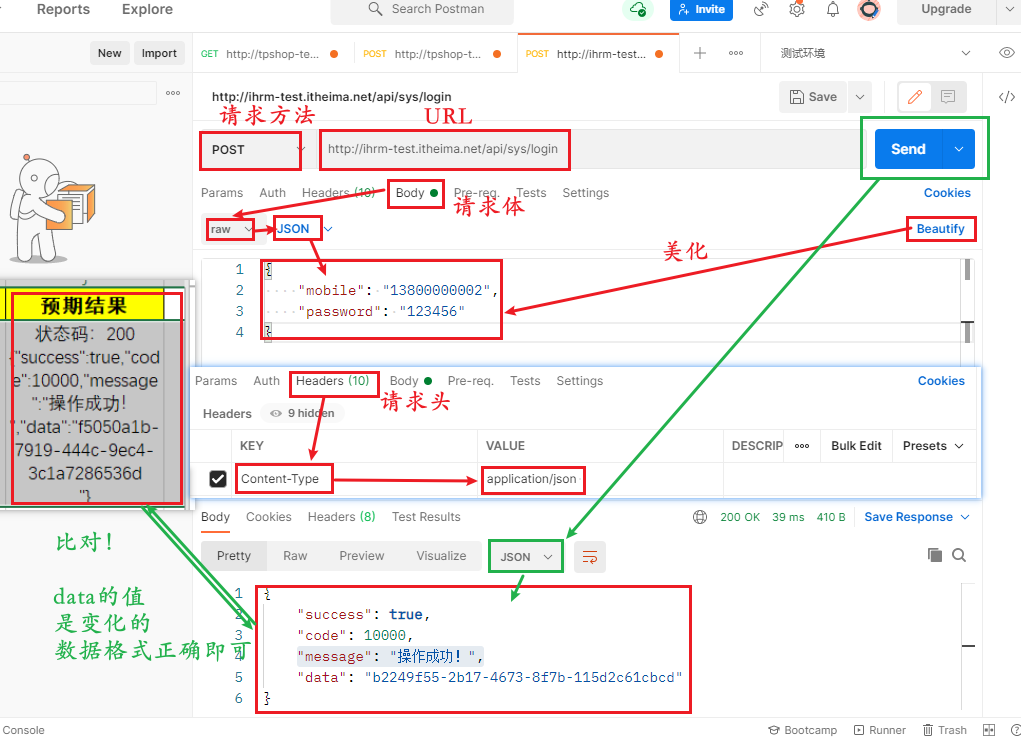 Reports Explore Search Postman Invite Upgrade
New Import GET http://tpshop-te... POST http://tpshop-t... POST http://ihrm-test... 测试环境
http://ihrm-test.itheima.net/api/sys/login Save
请求方法 URL
POST http://ihrm-test.itheima.net/api/sys/login Send
Params Auth Headers (10) Body Pre-req. Tests Settings Cookies
请求体
raw JSON Beautify
美化
1 {
2 "mobile": "13800000002",
3 "password": "123456"
4 }
预期结果
状态码：200
{"success":true,"cod
e":10000,"message
":"操作成功！
","data":"f5050a1b-
7919-444c-9ec4-
3c1a7286536d
"}
Params Auth Headers (10) Body Pre-req. Tests Settings Cookies
请求头
Headers 9 hidden
KEY VALUE DESCRIP Bulk Edit Presets
Content-Type application/json
Body Cookies Headers (8) Test Results 200 OK 39 ms 410 B Save Response
比对！
Pretty Raw Preview Visualize JSON
data的值
是变化的
数据格式正确即可
1 {
2 "success": true,
3 "code": 10000,
4 "message": "操作成功！",
5 "data": "b2249f55-2b17-4673-8f7b-115d2c61cbcd"
6 }
Console Bootcamp Runner Trash